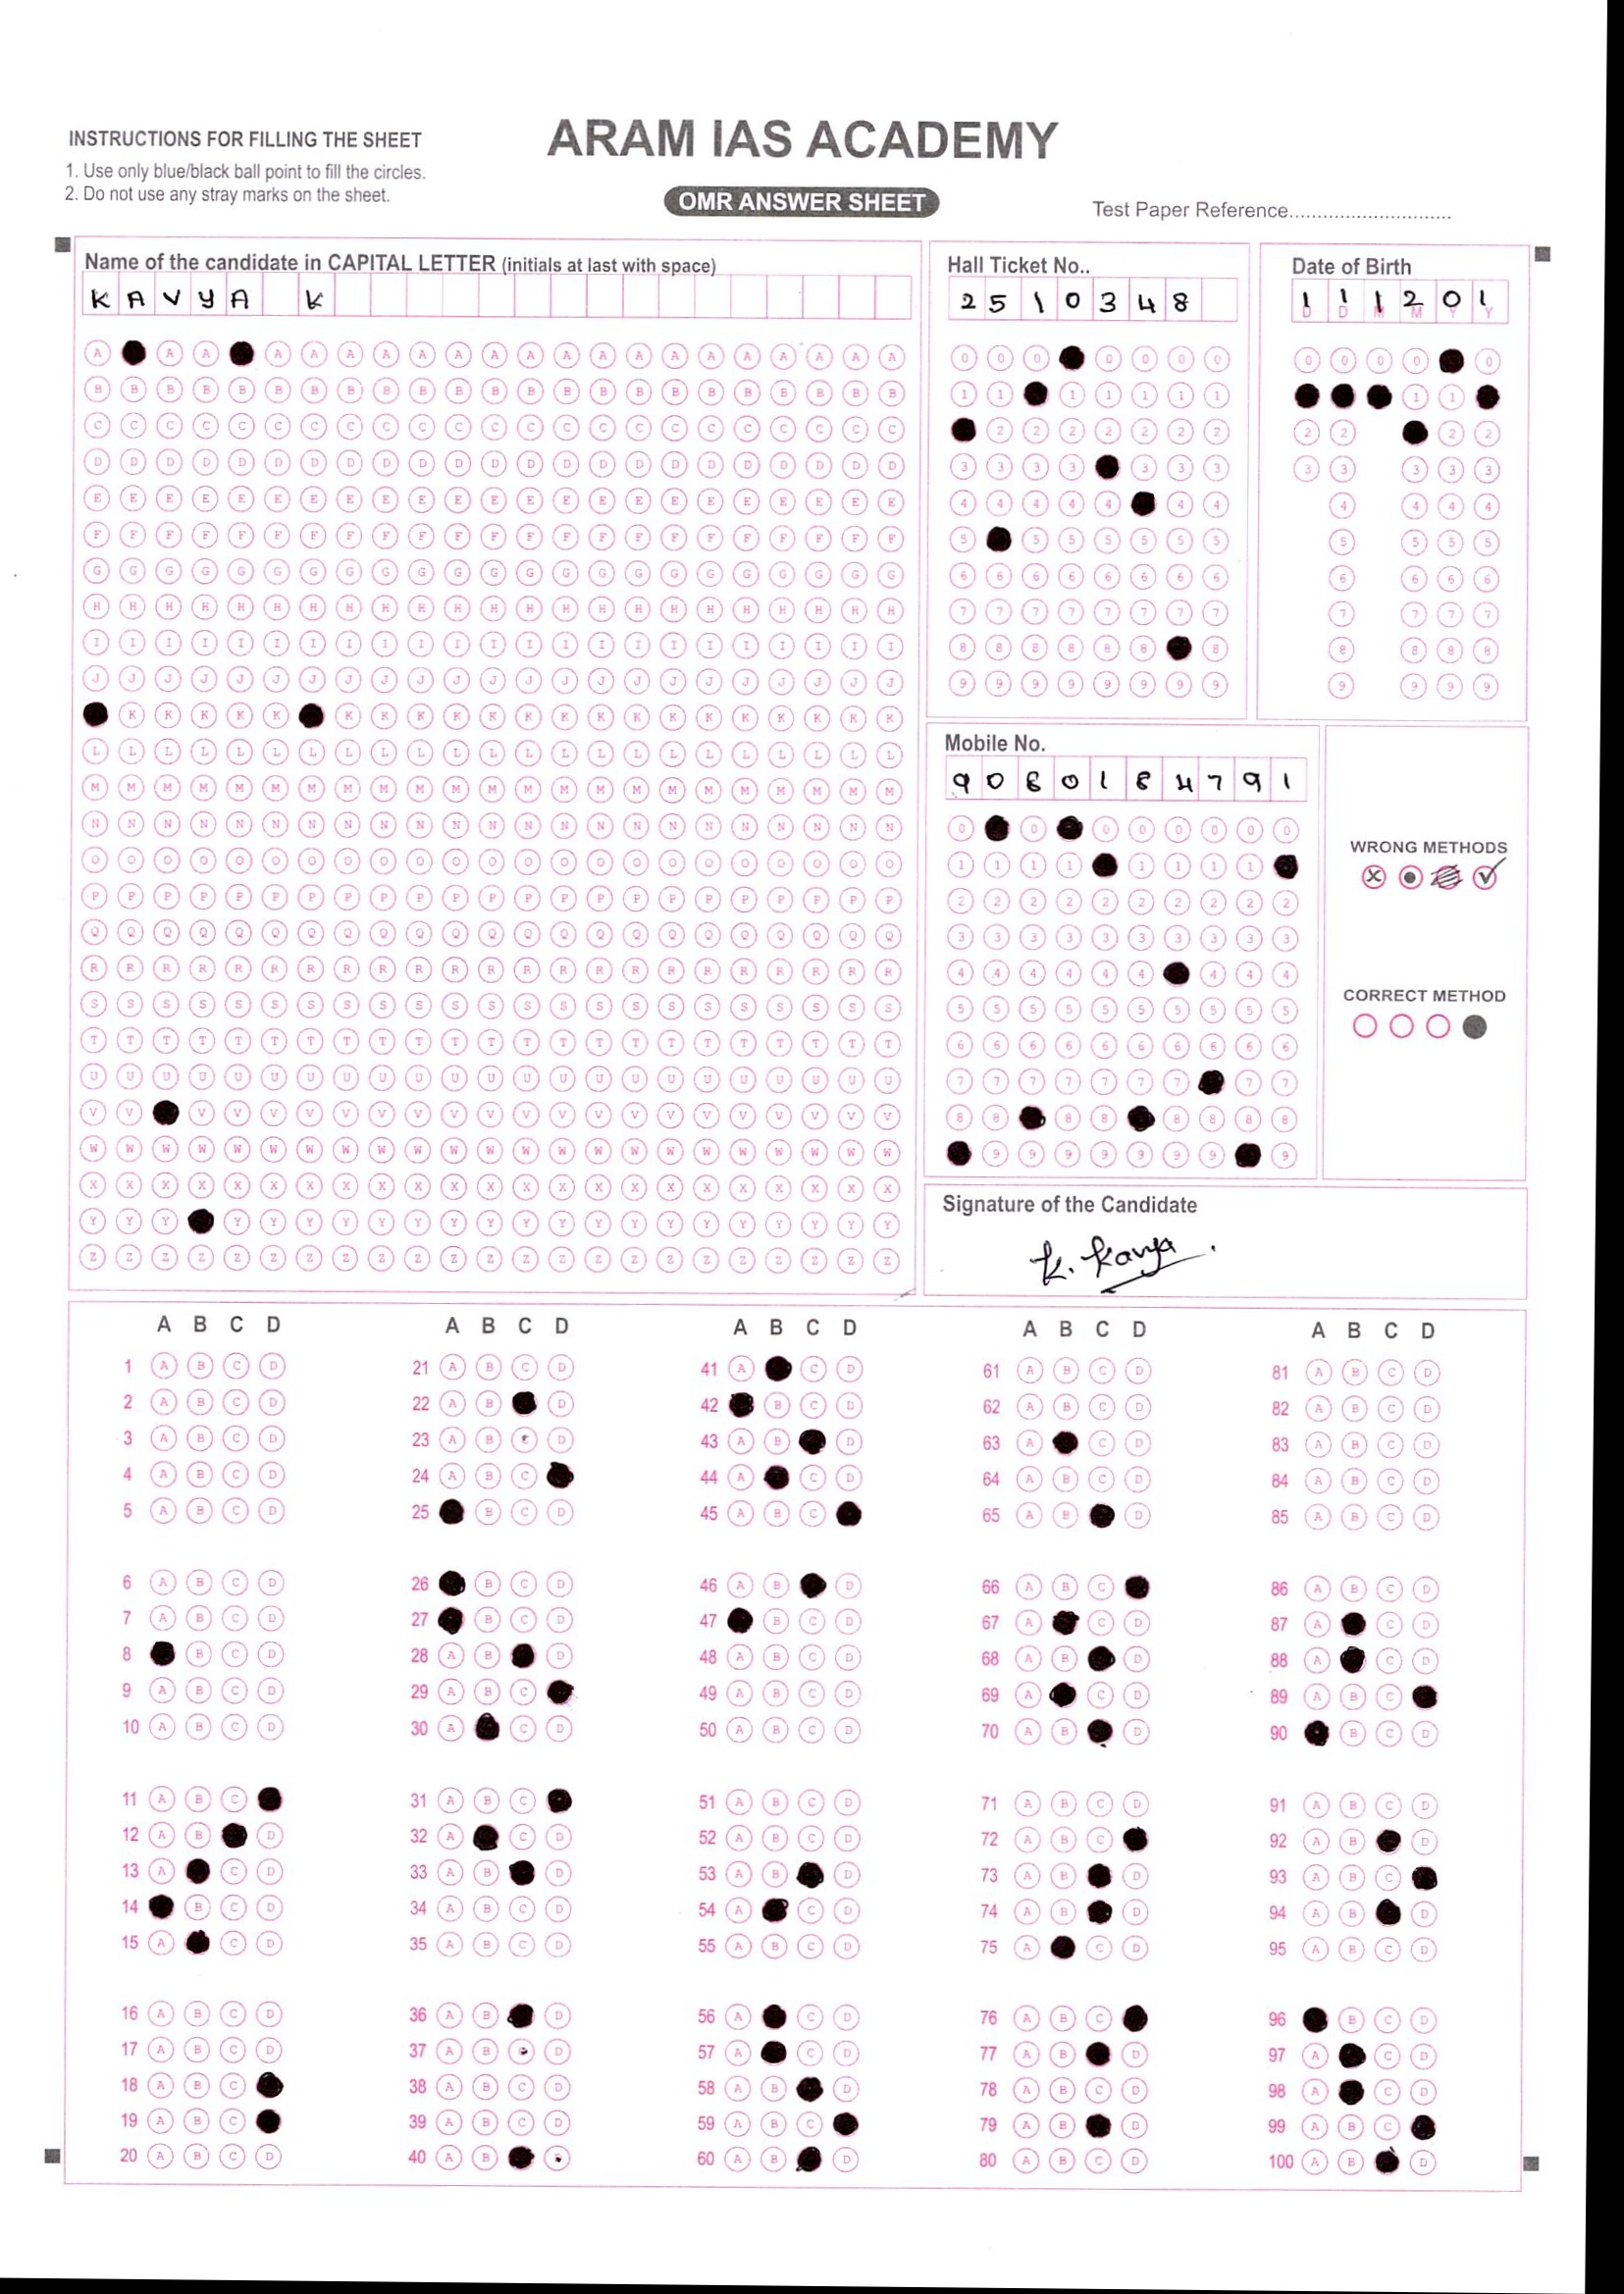 INSTRUCTIONS FOR FILLING THE SHEET
1. Use only blue/black ball point to fill the circles.
2. Do not use any stray marks on the sheet.
ARAM IAS ACADEMY
OMR ANSWER SHEET
Test Paper Reference.............................
Name of the candidate in CAPITAL LETTER (initials at last with space)
K A V Y A K
Hall Ticket No..
2 5 1 0 3 4 8
Date of Birth
1 1 1 2 0 1
Mobile No.
9 0 8 0 1 8 4 7 9 1
WRONG METHODS
CORRECT METHOD
Signature of the Candidate
K. Kavya
A B C D A B C D A B C D A B C D A B C D
1 21 41 61 81
2 22 42 62 82
3 23 43 63 83
4 24 44 64 84
5 25 45 65 85
6 26 46 66 86
7 27 47 67 87
8 28 48 68 88
9 29 49 69 89
10 30 50 70 90
11 31 51 71 91
12 32 52 72 92
13 33 53 73 93
14 34 54 74 94
15 35 55 75 95
16 36 56 76 96
17 37 57 77 97
18 38 58 78 98
19 39 59 79 99
20 40 60 80 100